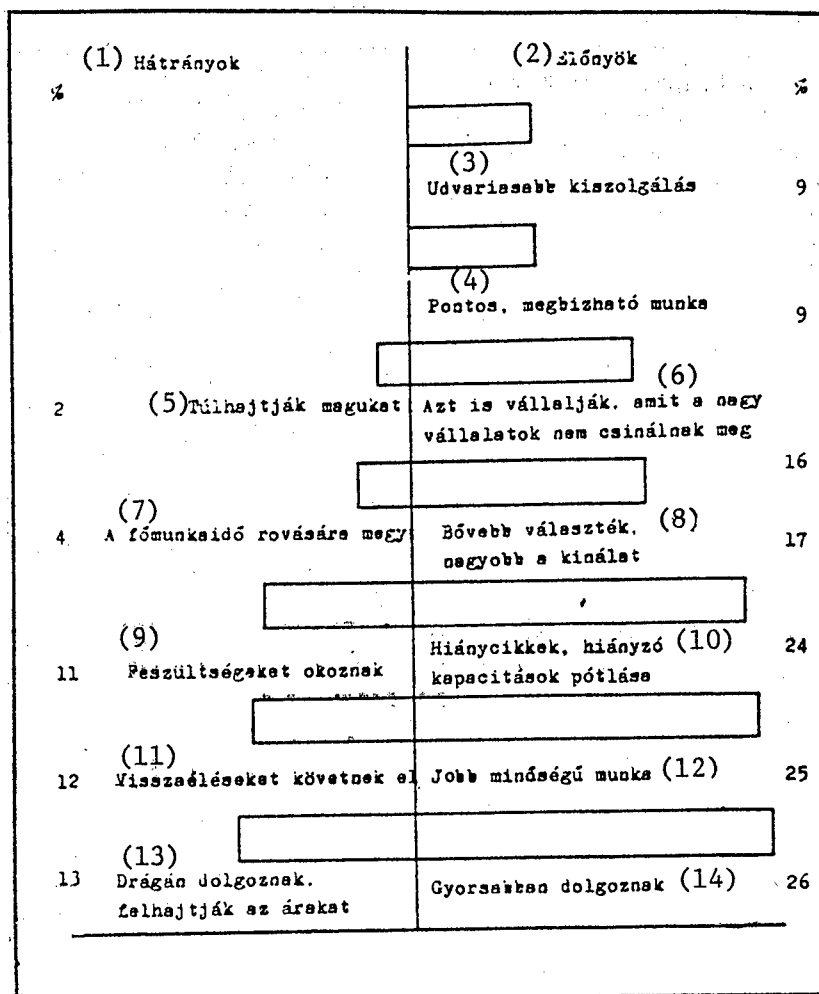 (1) Hátrányok (2) Előnyök
% %
(3)
Udvariasabb kiszolgálás 9
(4)
Pontos, megbizható munka 9
(6)
2 (5) Túlhajtják magukat Azt is vállalják, amit a nagy
vállalatok nem csinálnak meg
16
(7)
4 A főmunkaidő rovására megy Bővebb választék, (8) 17
nagyobb a kinálat
(9)
Hiánycikkek, hiányzó (10) 24
11 Feszültségeket okoznak kapacitások pótlása
(11)
12 Visszaéléseket követnek el Jobb minőségű munka (12) 25
(13)
13 Drágán dolgoznak, Gyorsabban dolgoznak (14) 26
felhajtják az árakat